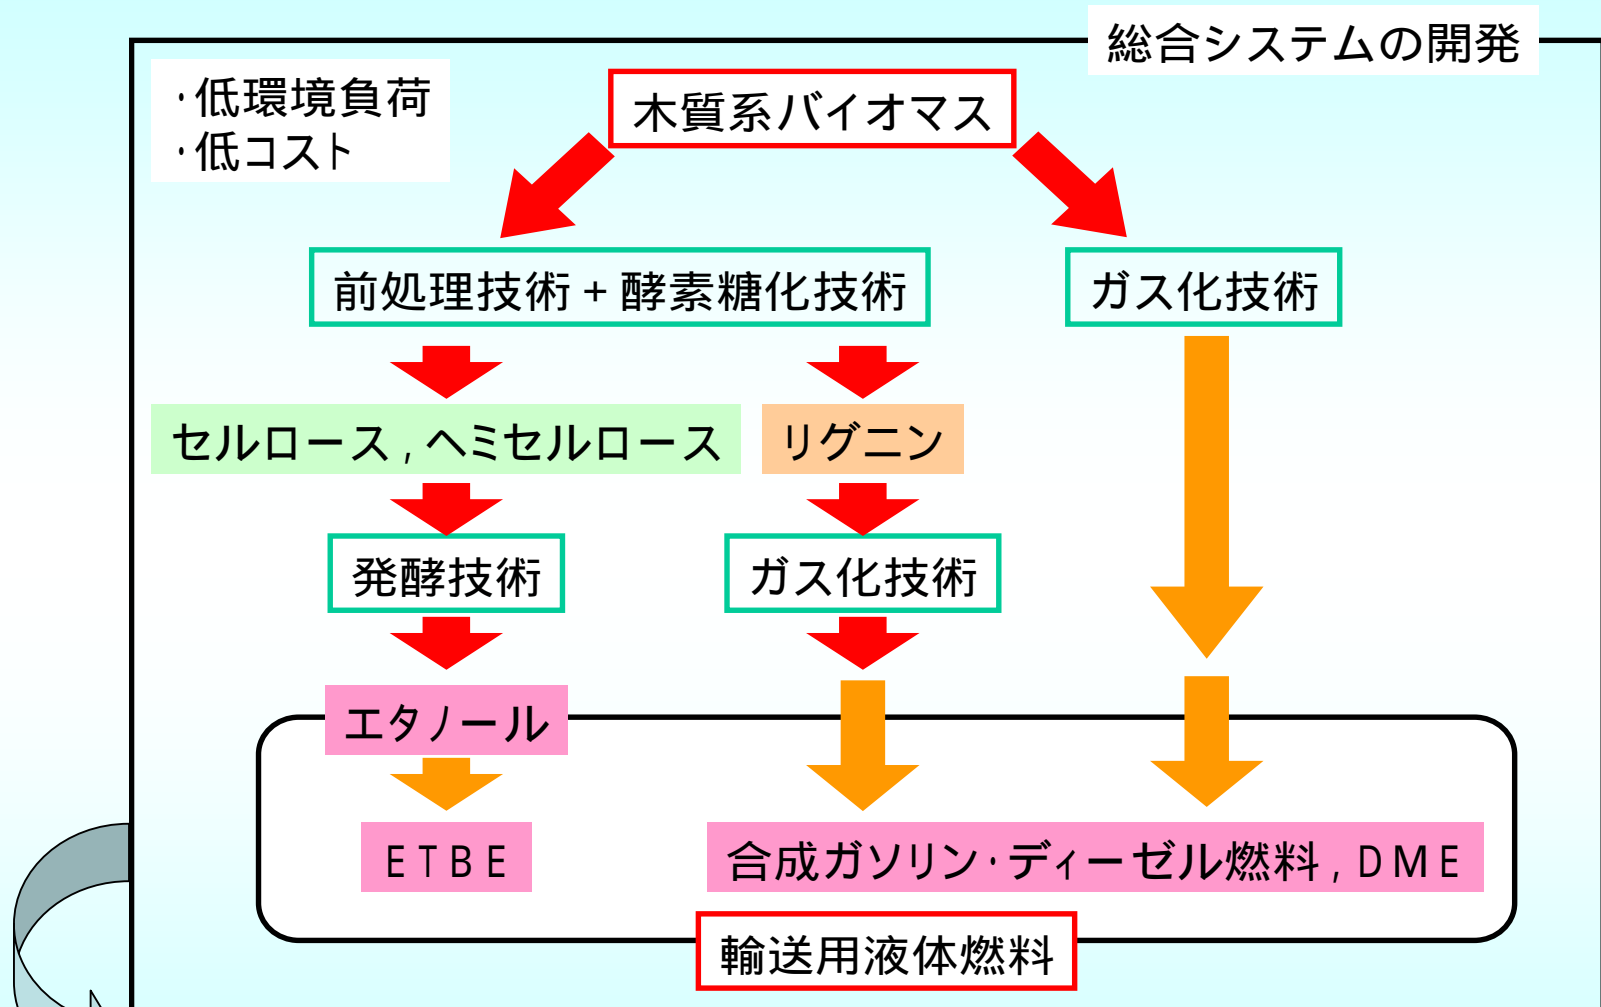 総合システムの開発
・低環境負荷
・低コスト
木質系バイオマス
前処理技術+酵素糖化技術
ガス化技術
セルロース,ヘミセルロース
リグニン
発酵技術
ガス化技術
エタノール
ETBE
合成ガソリン・ディーゼル燃料,DME
輸送用液体燃料